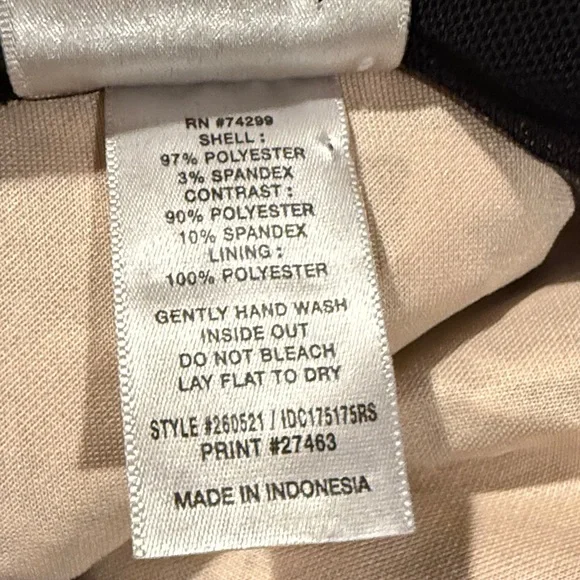 RN #74299
SHELL :
97% POLYESTER
3% SPANDEX
CONTRAST :
90% POLYESTER
10% SPANDEX
LINING :
100% POLYESTER
GENTLY HAND WASH
INSIDE OUT
DO NOT BLEACH
LAY FLAT TO DRY
STYLE #260521 / IDC175175RS
PRINT #27463
MADE IN INDONESIA